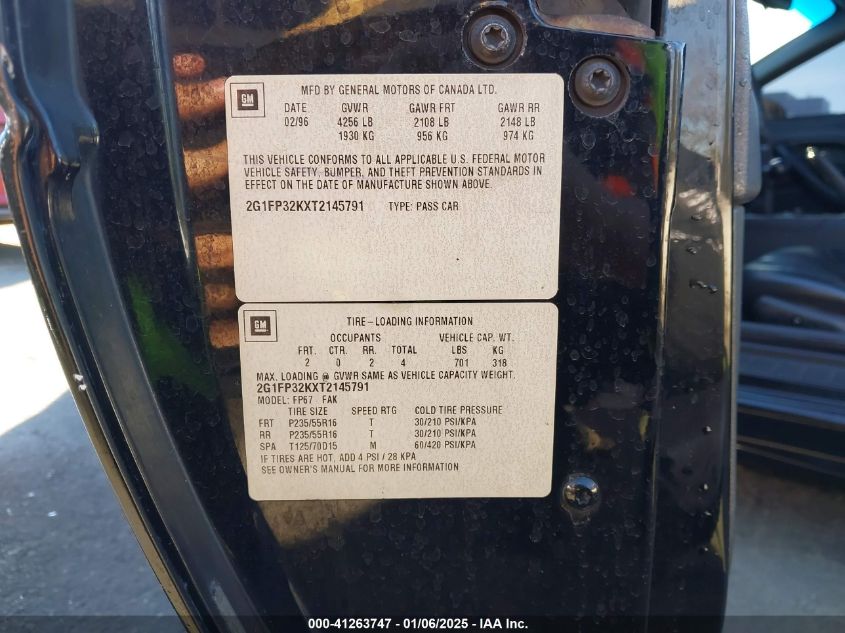 GM
MFD BY GENERAL MOTORS OF CANADA LTD.
DATE GVWR GAWR FRT GAWR RR
02/96 4256 LB 2108 LB 2148 LB
1930 KG 956 KG 974 KG
THIS VEHICLE CONFORMS TO ALL APPLICABLE U.S. FEDERAL MOTOR
VEHICLE SAFETY, BUMPER, AND THEFT PREVENTION STANDARDS IN
EFFECT ON THE DATE OF MANUFACTURE SHOWN ABOVE.
2G1FP32KXT2145791 TYPE: PASS CAR
GM
TIRE-LOADING INFORMATION
OCCUPANTS VEHICLE CAP. WT.
FRT. CTR. RR. TOTAL LBS KG
2 0 2 4 701 318
MAX. LOADING @ GVWR SAME AS VEHICLE CAPACITY WEIGHT.
2G1FP32KXT2145791
MODEL: FP67 FAK
TIRE SIZE SPEED RTG COLD TIRE PRESSURE
FRT P235/55R16 T 30/210 PSI/KPA
RR P235/55R16 T 30/210 PSI/KPA
SPA T125/70D15 M 60/420 PSI/KPA
IF TIRES ARE HOT, ADD 4 PSI / 28 KPA
SEE OWNER'S MANUAL FOR MORE INFORMATION
000-41263747 - 01/06/2025 - IAA Inc.